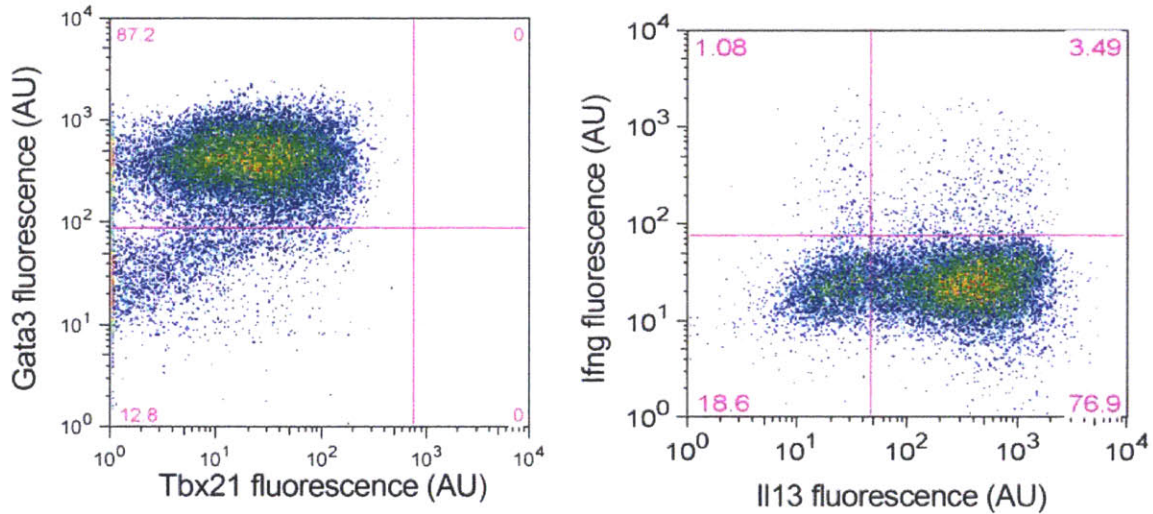 10⁴
87.2 0
10³
10²
10¹
12.8 0
10⁰
10⁰ 10¹ 10² 10³ 10⁴
Gata3 fluorescence (AU)
Tbx21 fluorescence (AU)
10⁴
1.08 3.49
10³
10²
10¹
18.6 76.9
10⁰
10⁰ 10¹ 10² 10³ 10⁴
Ifng fluorescence (AU)
Il13 fluorescence (AU)